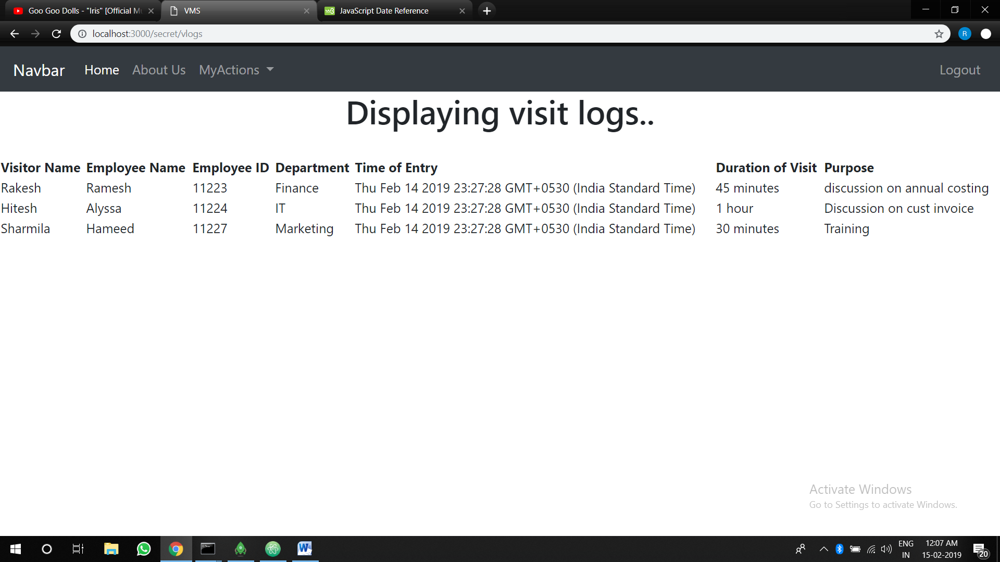 Goo Goo Dolls - "Iris" [Official Mu
VMS
JavaScript Date Reference
localhost:3000/secret/vlogs
R
Navbar Home About Us MyActions Logout
Displaying visit logs..
Visitor Name Employee Name Employee ID Department Time of Entry Duration of Visit Purpose
Rakesh Ramesh 11223 Finance Thu Feb 14 2019 23:27:28 GMT+0530 (India Standard Time) 45 minutes discussion on annual costing
Hitesh Alyssa 11224 IT Thu Feb 14 2019 23:27:28 GMT+0530 (India Standard Time) 1 hour Discussion on cust invoice
Sharmila Hameed 11227 Marketing Thu Feb 14 2019 23:27:28 GMT+0530 (India Standard Time) 30 minutes Training
Activate Windows
Go to Settings to activate Windows.
ENG 12:07 AM
IN 15-02-2019 20